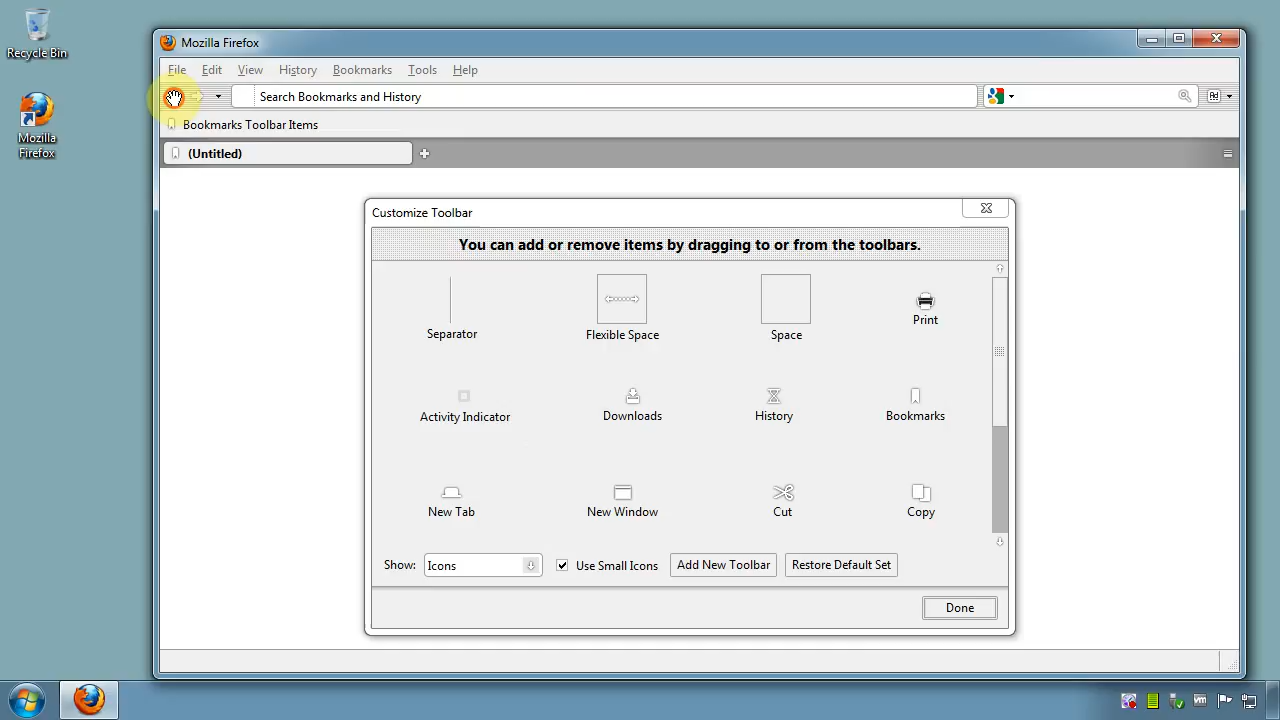 Recycle Bin
Mozilla
Firefox
Mozilla Firefox
File Edit View History Bookmarks Tools Help
Search Bookmarks and History
Bookmarks Toolbar Items
(Untitled)
Customize Toolbar
You can add or remove items by dragging to or from the toolbars.
Separator Flexible Space Space Print
Activity Indicator Downloads History Bookmarks
New Tab New Window Cut Copy
Show: Icons Use Small Icons Add New Toolbar Restore Default Set
Done